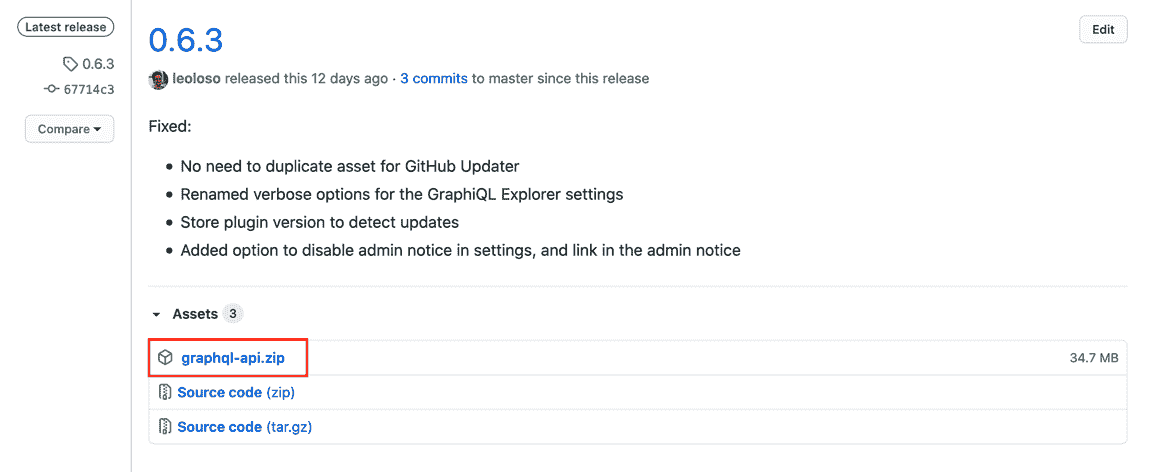 Latest release
0.6.3
67714c3
Compare
0.6.3
Edit
leoloso released this 12 days ago · 3 commits to master since this release
Fixed:
• No need to duplicate asset for GitHub Updater
• Renamed verbose options for the GraphiQL Explorer settings
• Store plugin version to detect updates
• Added option to disable admin notice in settings, and link in the admin notice
Assets 3
graphql-api.zip 34.7 MB
Source code (zip)
Source code (tar.gz)